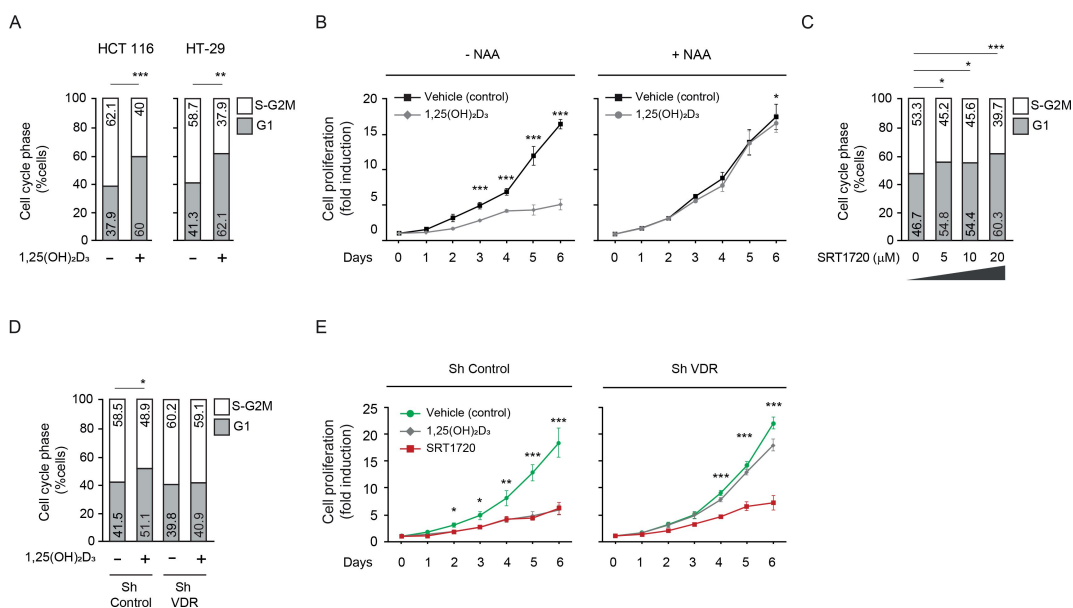 A
HCT 116
HT-29
***
**
Cell cycle phase
(%cells)
100
80
60
40
20
0
62.1
40
58.7
37.9
37.9
60
41.3
62.1
S-G2M
G1
1,25(OH)₂D₃
–
+
–
+
B
- NAA
+ NAA
Cell proliferation
(fold induction)
20
15
10
5
0
Vehicle (control)
1,25(OH)₂D₃
***
***
***
***
Vehicle (control)
1,25(OH)₂D₃
*
Days
0 1 2 3 4 5 6
0 1 2 3 4 5 6
C
***
*
*
Cell cycle phase
(%cells)
100
80
60
40
20
0
53.3
45.2
45.6
39.7
46.7
54.8
54.4
60.3
S-G2M
G1
SRT1720 (μM)
0 5 10 20
D
*
Cell cycle phase
(%cells)
100
80
60
40
20
0
58.5
48.9
60.2
59.1
41.5
51.1
39.8
40.9
S-G2M
G1
1,25(OH)₂D₃
– + – +
Sh
Control
Sh
VDR
E
Sh Control
Sh VDR
Cell proliferation
(fold induction)
25
20
15
10
5
0
Vehicle (control)
1,25(OH)₂D₃
SRT1720
*
*
**
***
***
***
***
***
Days
0 1 2 3 4 5 6
0 1 2 3 4 5 6